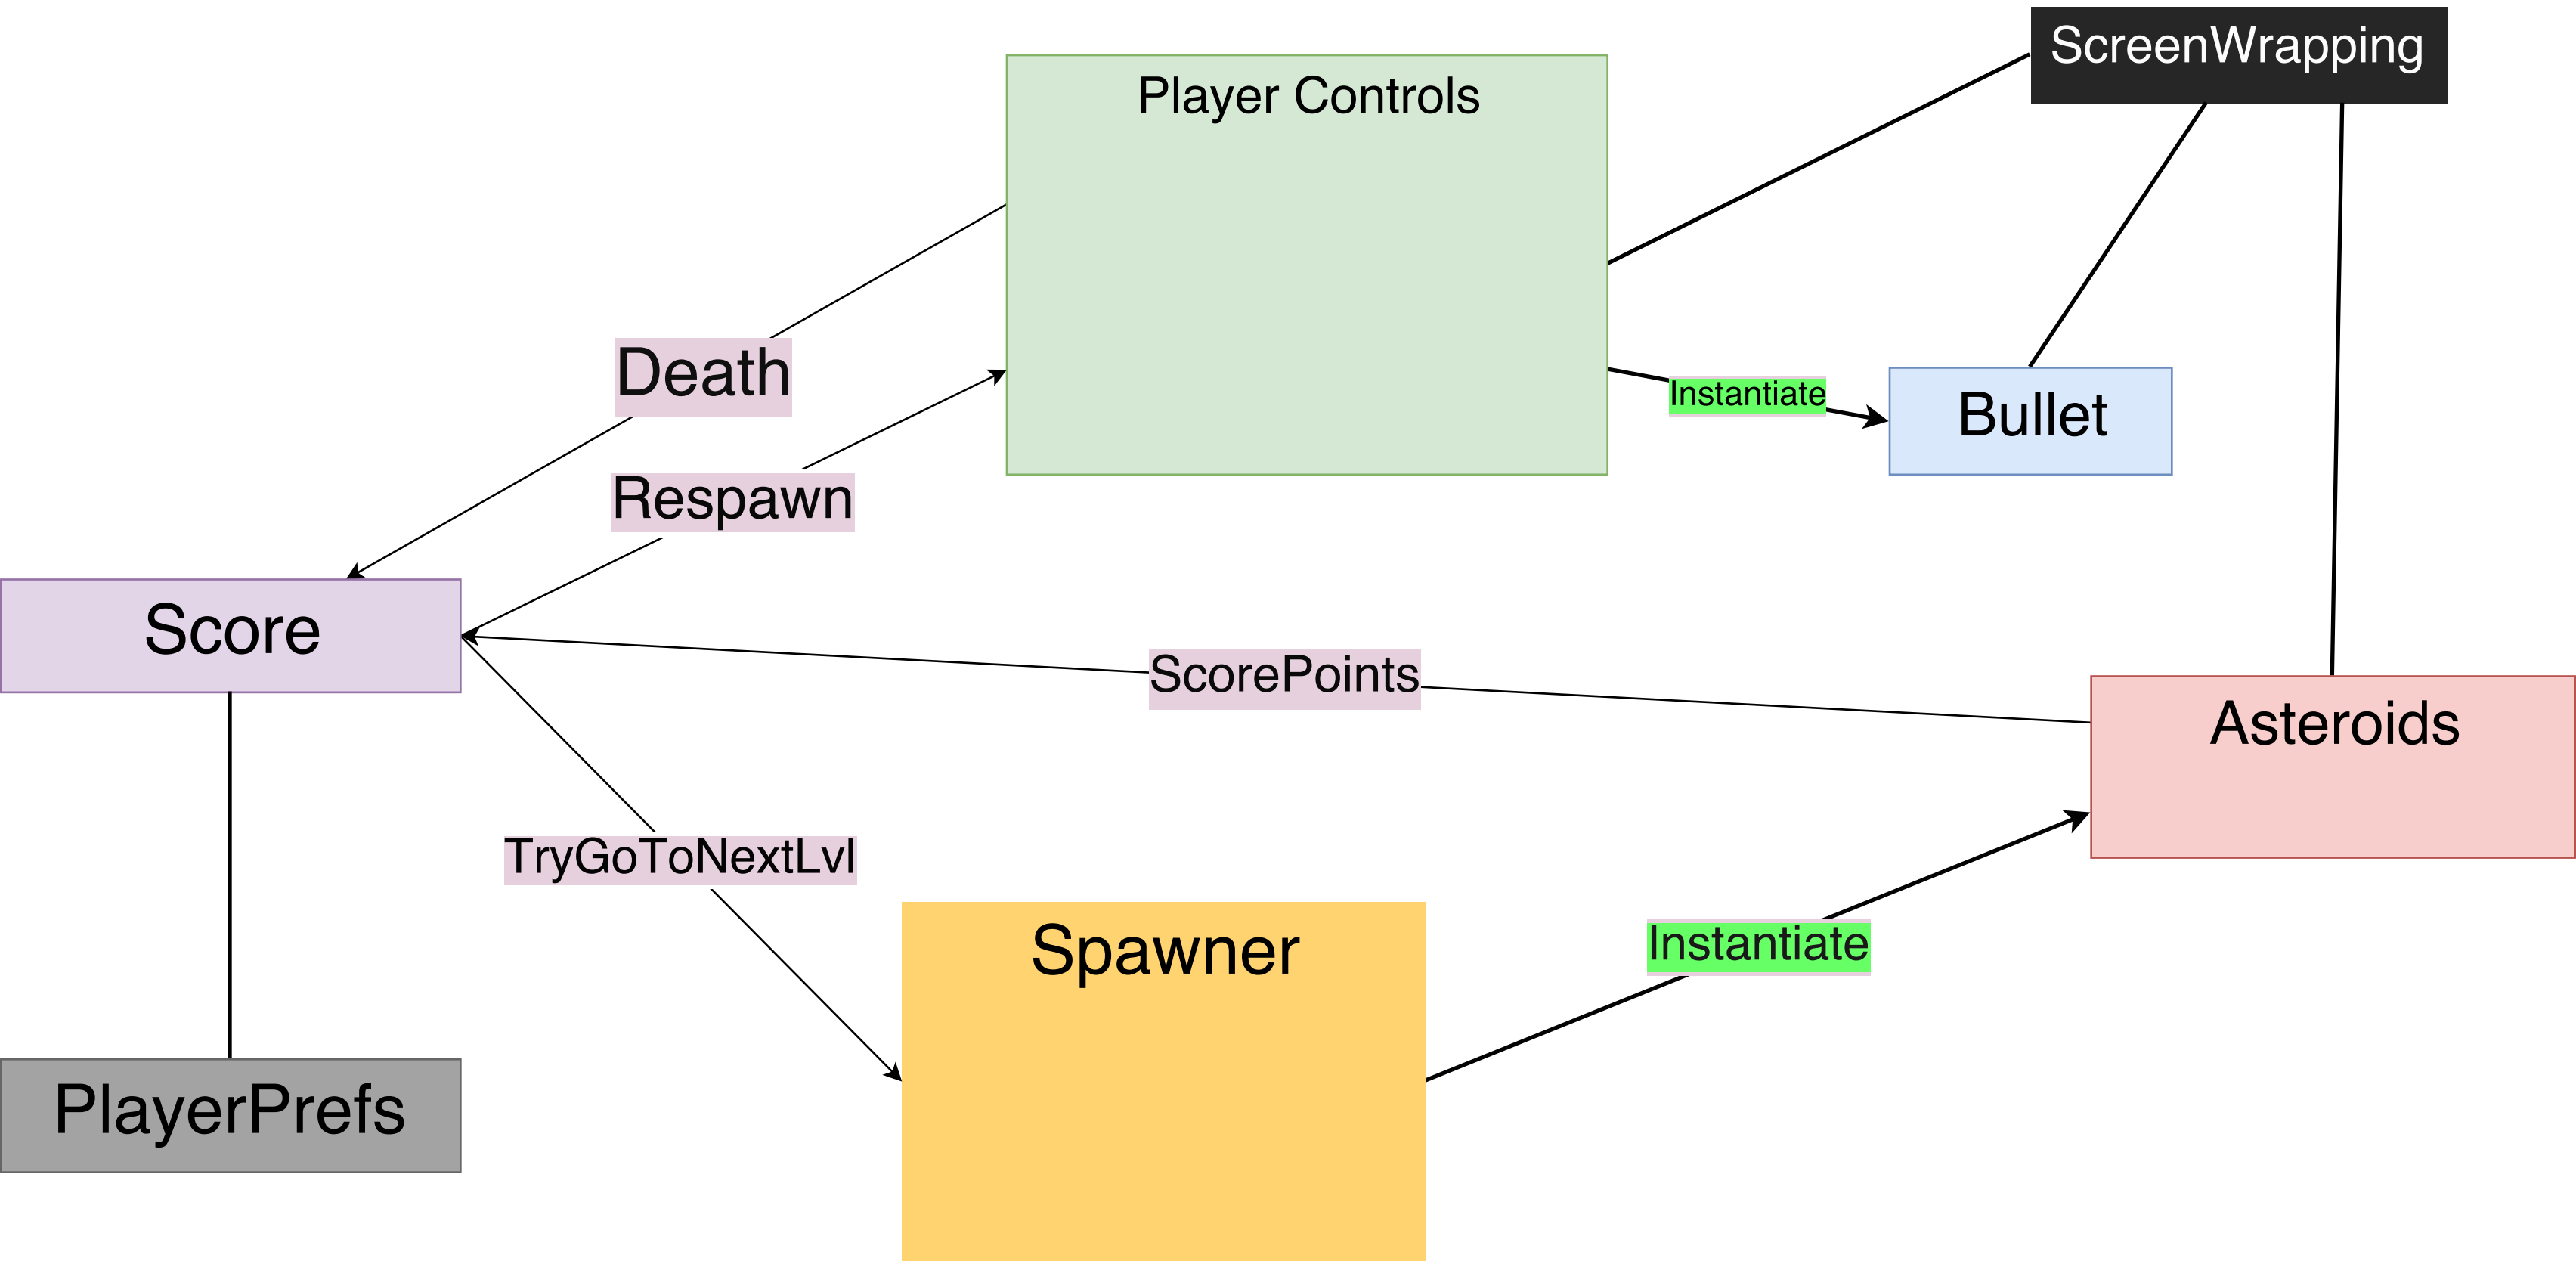 ScreenWrapping
Player Controls
Death
Instantiate
Bullet
Respawn
Score
ScorePoints
Asteroids
TryGoToNextLvl
Spawner
Instantiate
PlayerPrefs